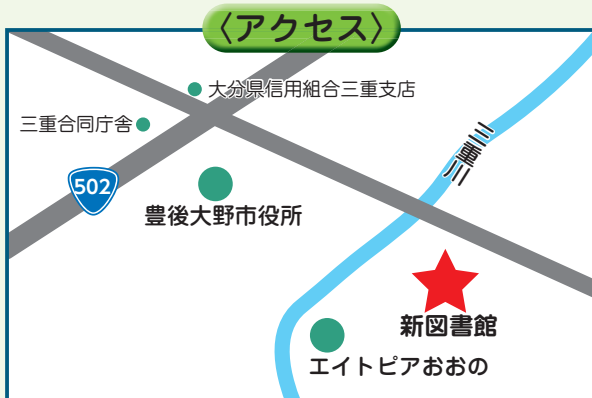 〈アクセス〉
大分県信用組合三重支店
三重合同庁舎
三重川
502
豊後大野市役所
新図書館
エイトピアおおの